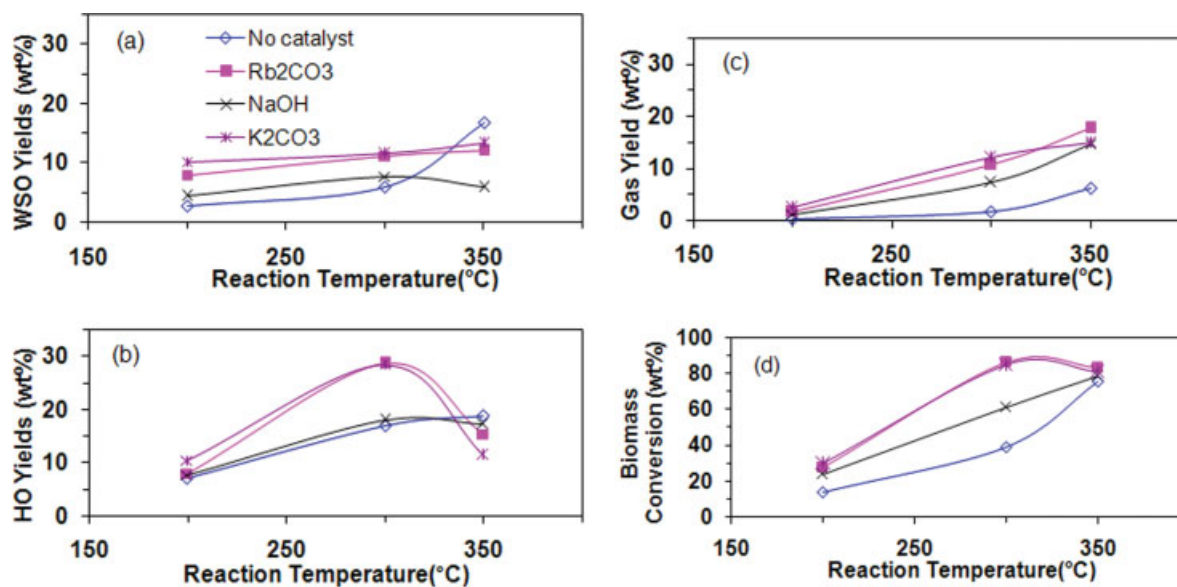 (a)
No catalyst
Rb2CO3
NaOH
K2CO3
WSO Yields (wt%)
30
20
10
0
150
250
350
Reaction Temperature(°C)
(c)
Gas Yield (wt%)
30
20
10
0
150
250
350
Reaction Temperature(°C)
(b)
HO Yields (wt%)
30
20
10
0
150
250
350
Reaction Temperature(°C)
(d)
Biomass
Conversion (wt%)
100
80
60
40
20
0
150
250
350
Reaction Temperature(°C)